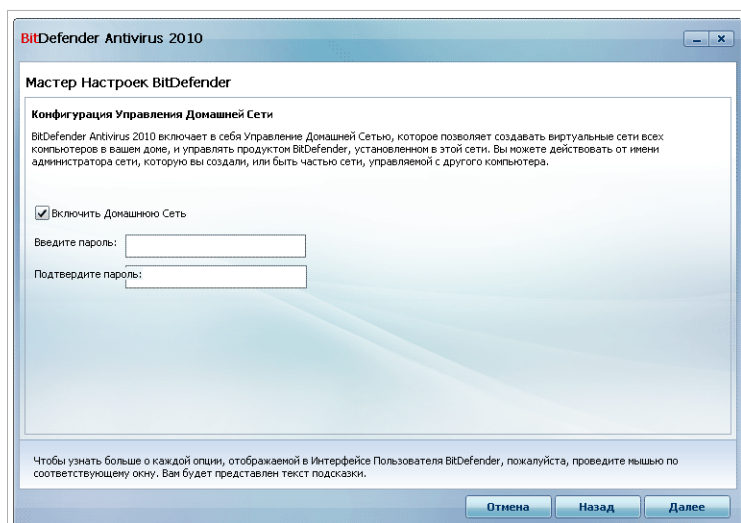 BitDefender Antivirus 2010
Мастер Настроек BitDefender
Конфигурация Управления Домашней Сети
BitDefender Antivirus 2010 включает в себя Управление Домашней Сетью, которое позволяет создавать виртуальные сети всех
компьютеров в вашем доме, и управлять продуктом BitDefender, установленном в этой сети. Вы можете действовать от имени
администратора сети, которую вы создали, или быть частью сети, управляемой с другого компьютера.
Включить Домашнюю Сеть
Введите пароль:
Подтвердите пароль:
Чтобы узнать больше о каждой опции, отображаемой в Интерфейсе Пользователя BitDefender, пожалуйста, проведите мышью по
соответствующему окну. Вам будет представлен текст подсказки.
Отмена Назад Далее